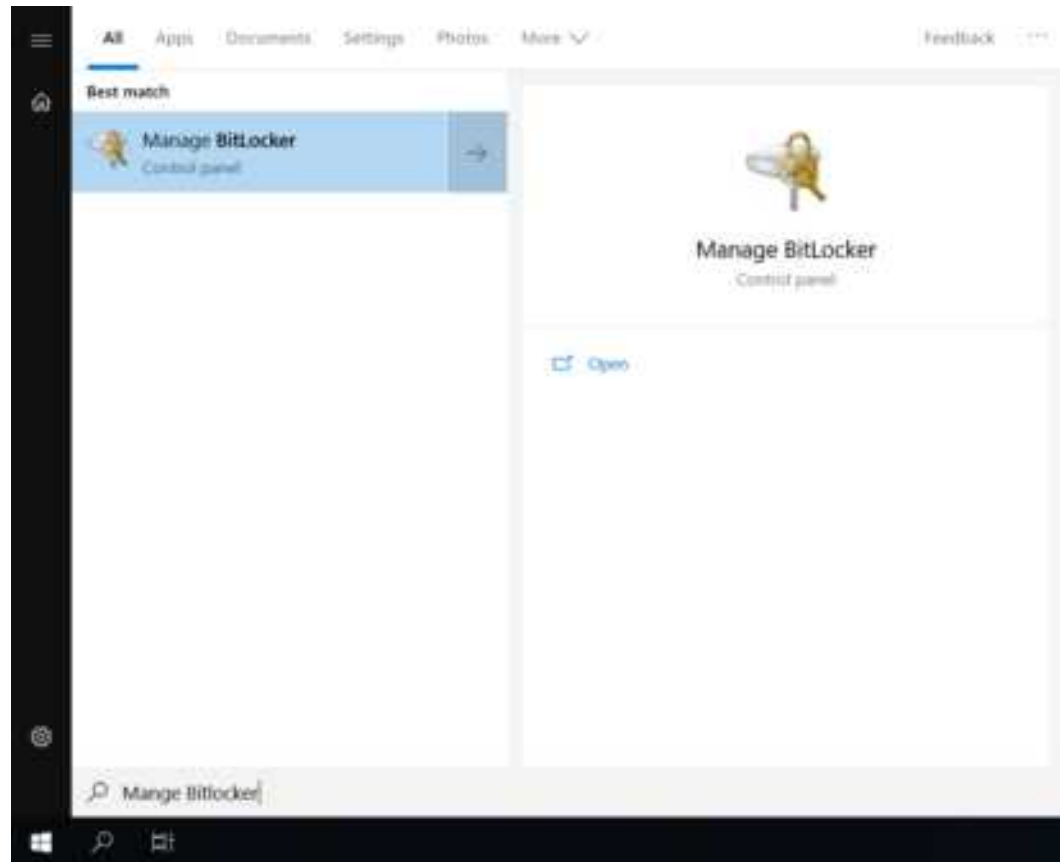 All Apps Documents Settings Photos More Feedback ...
Best match
Manage BitLocker
Control panel
Manage BitLocker
Control panel
Open
Mange Bitlocker